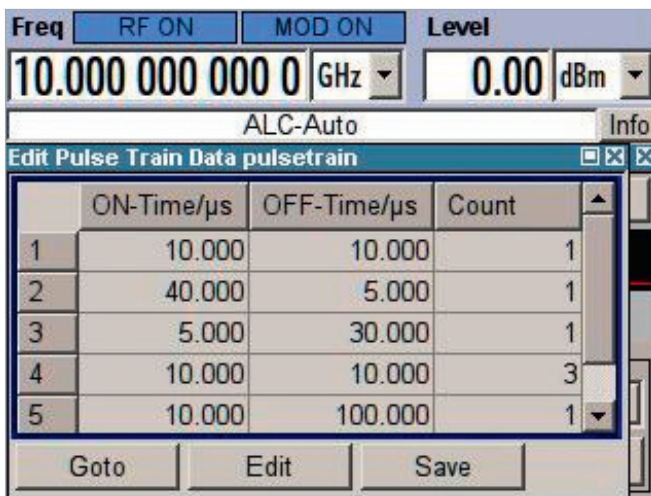 Freq RF ON MOD ON Level
10.000 000 000 0 GHz 0.00 dBm
ALC-Auto Info
Edit Pulse Train Data pulsetrain
ON-Time/µs OFF-Time/µs Count
1 10.000 10.000 1
2 40.000 5.000 1
3 5.000 30.000 1
4 10.000 10.000 3
5 10.000 100.000 1
Goto Edit Save